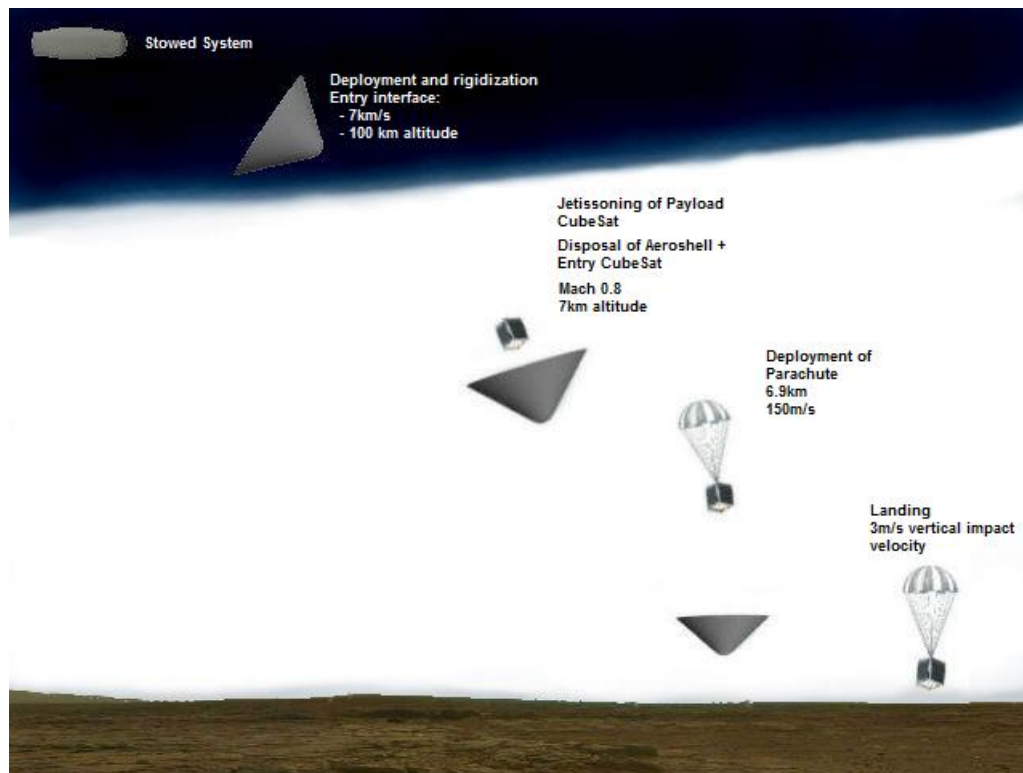 Stowed System
Deployment and rigidization
Entry interface:
- 7km/s
- 100 km altitude
Jetissoning of Payload
CubeSat
Disposal of Aeroshell +
Entry CubeSat
Mach 0.8
7km altitude
Deployment of
Parachute
6.9km
150m/s
Landing
3m/s vertical impact
velocity